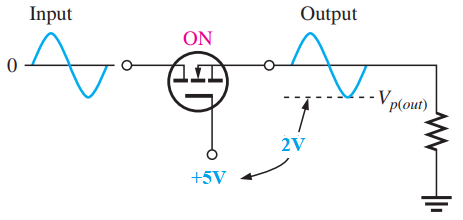 Input
Output
ON
0
Vp(out)
2V
+5V